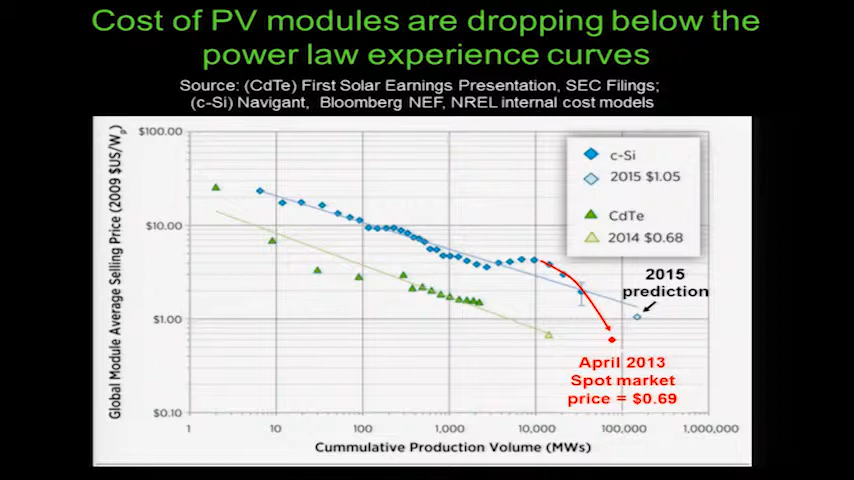 Cost of PV modules are dropping below the
power law experience curves
Source: (CdTe) First Solar Earnings Presentation, SEC Filings;
(c-Si) Navigant, Bloomberg NEF, NREL internal cost models
Global Module Average Selling Price (2009 $US/Wp)
$100.00
$10.00
$1.00
$0.10
c-Si
2015 $1.05
CdTe
2014 $0.68
2015
prediction
April 2013
Spot market
price = $0.69
1
10
100
1,000
10,000
100,000
1,000,000
Cummulative Production Volume (MWs)